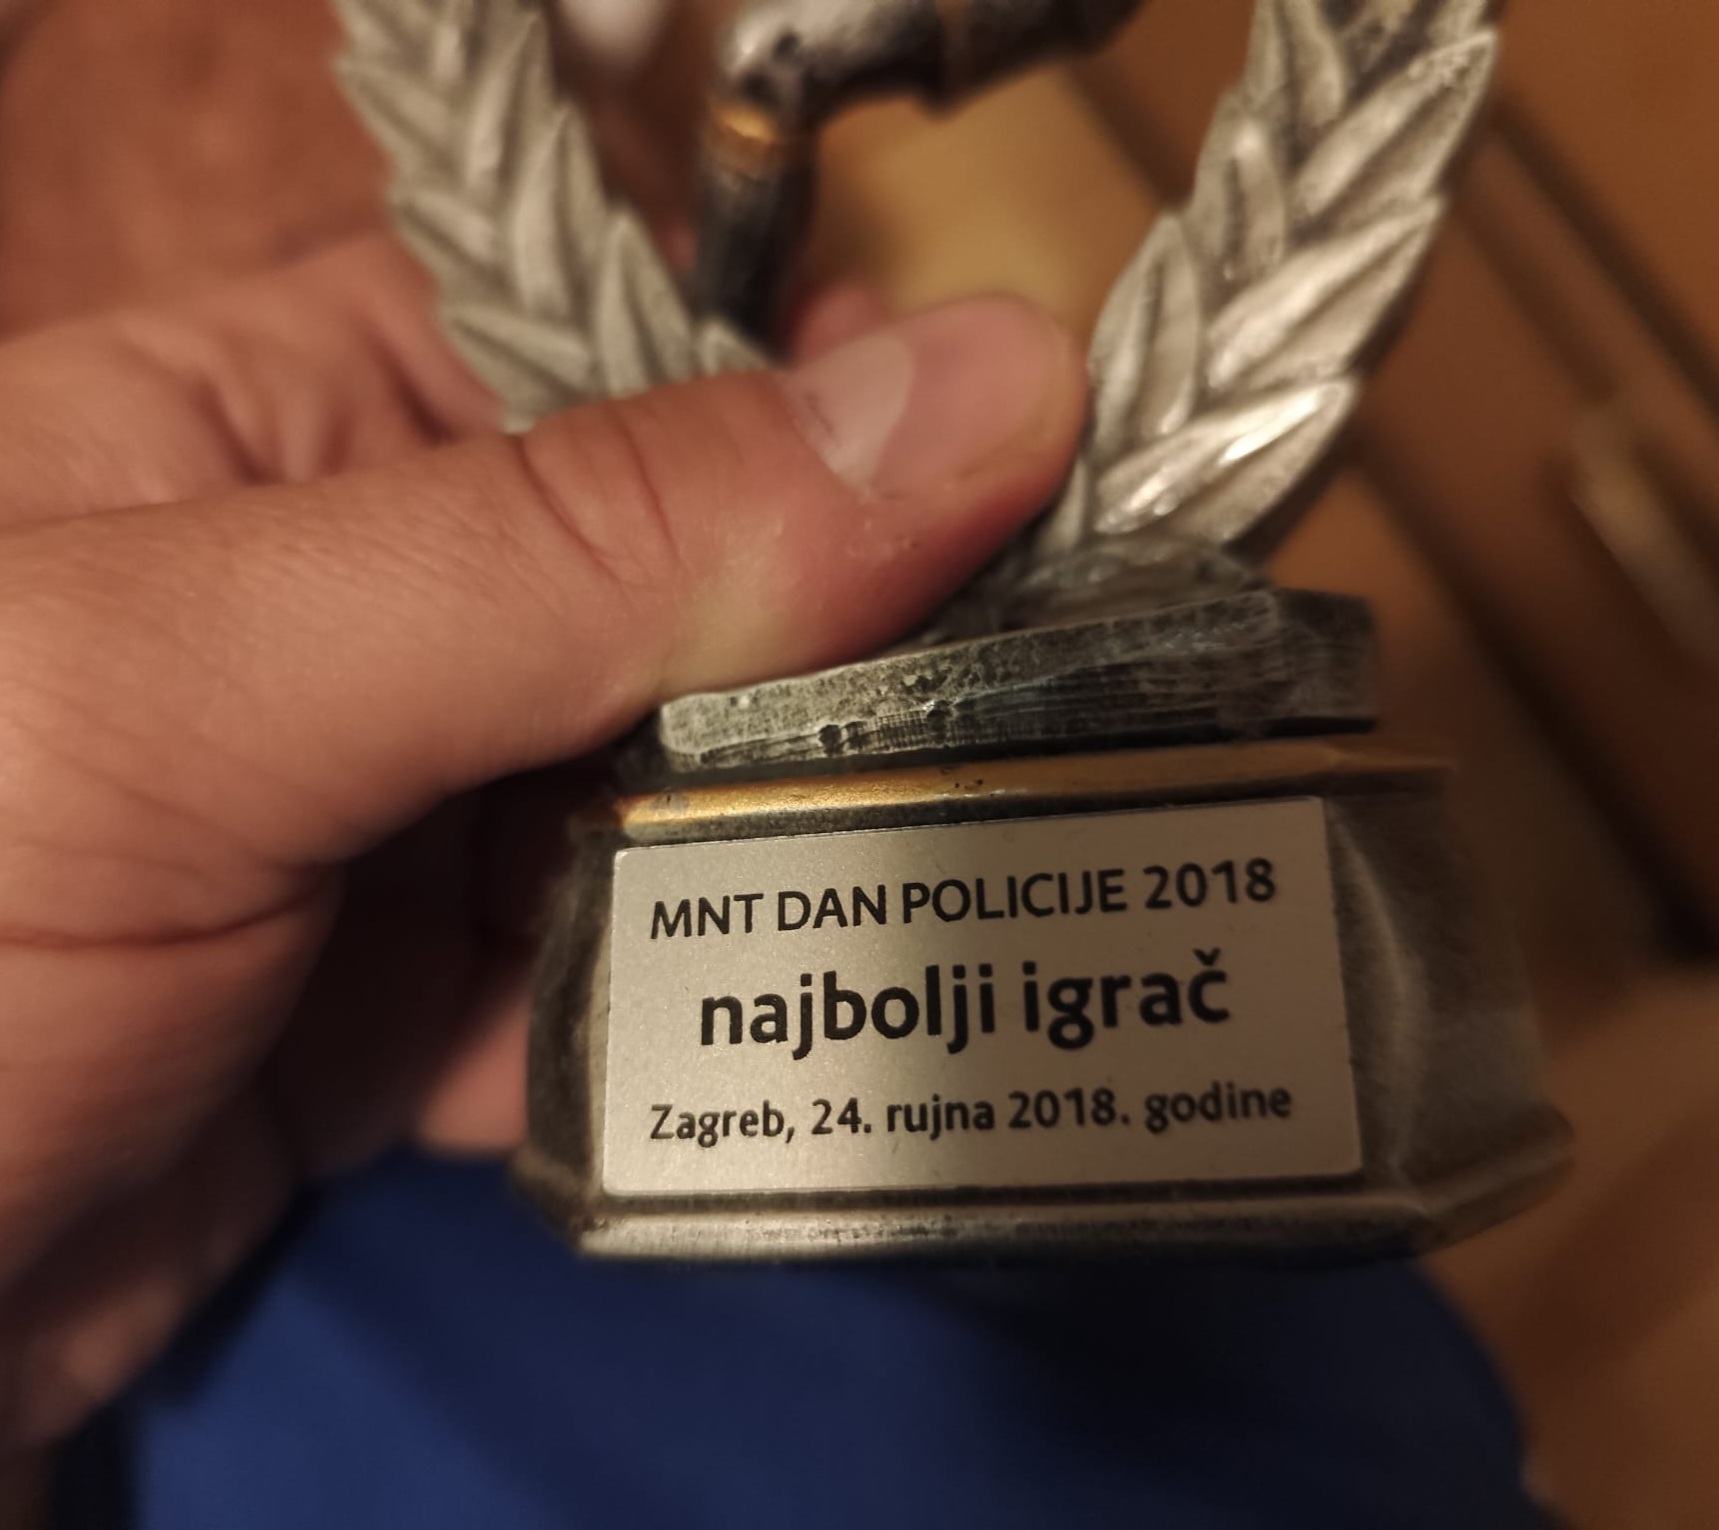 MNT DAN POLICIJE 2018
najbolji igrač
Zagreb, 24. rujna 2018. godine